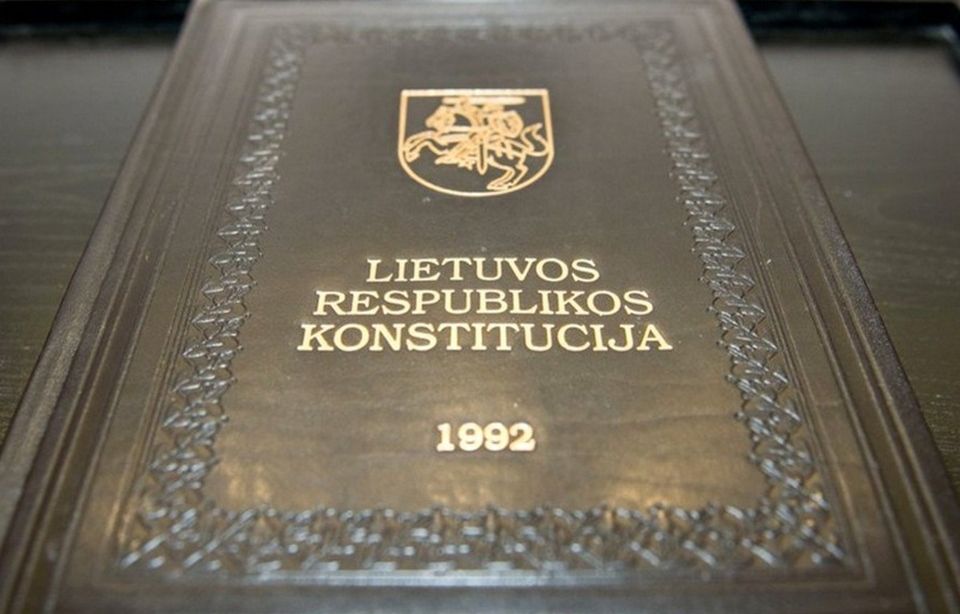 LIETUVOS
RESPUBLIKOS
KONSTITUCIJA
1992